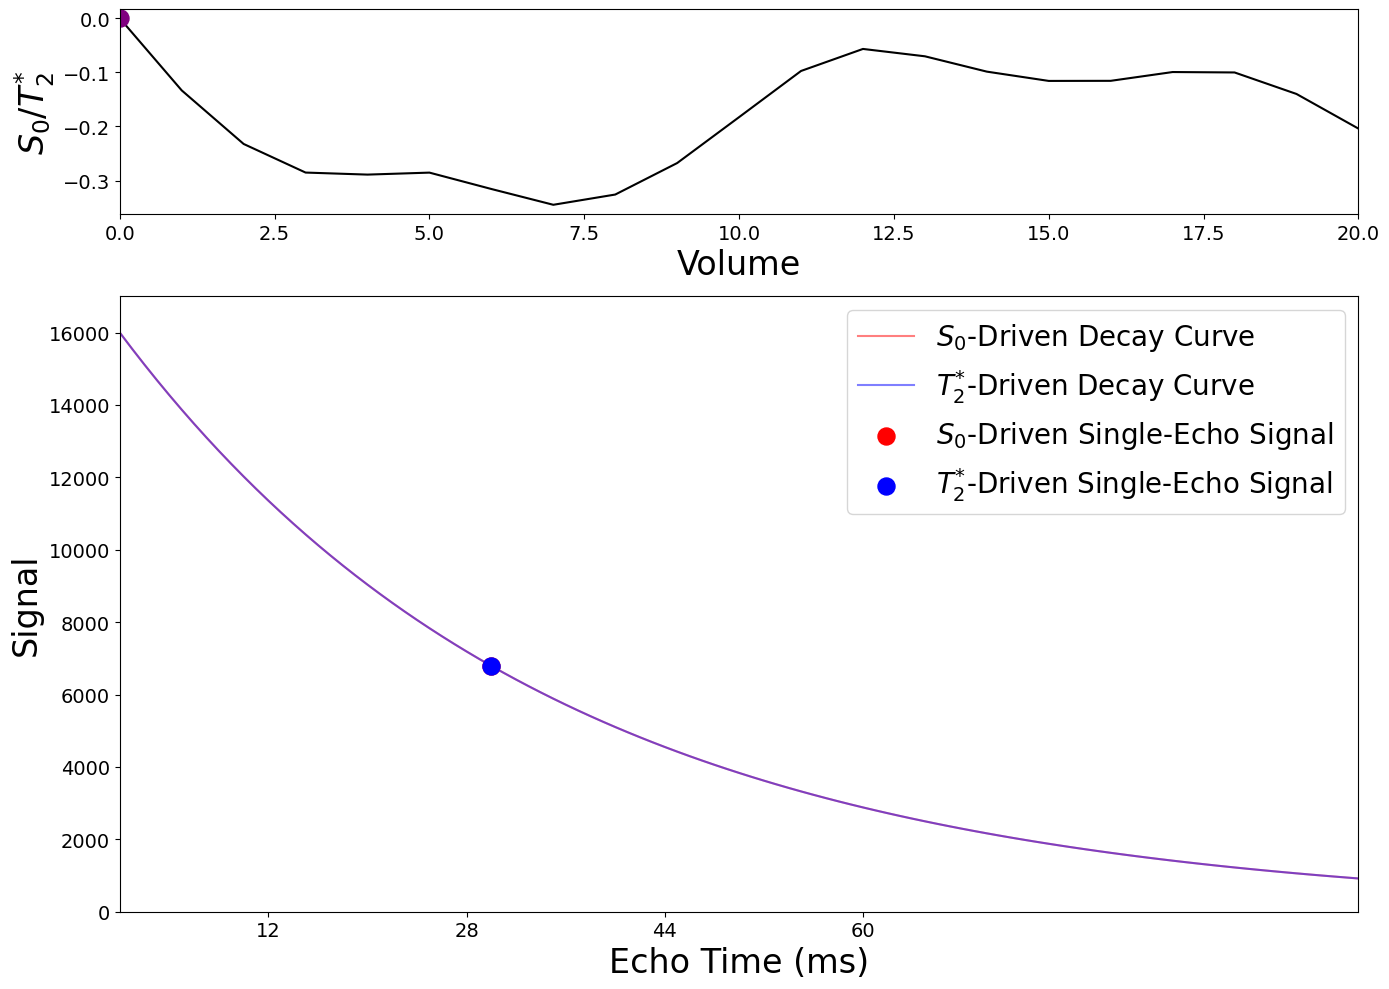 S₀/T₂*
0.0
−0.1
−0.2
−0.3
0.0 2.5 5.0 7.5 10.0 12.5 15.0 17.5 20.0
Volume
Signal
16000
14000
12000
10000
8000
6000
4000
2000
0
S₀-Driven Decay Curve
T₂*-Driven Decay Curve
S₀-Driven Single-Echo Signal
T₂*-Driven Single-Echo Signal
12 28 44 60
Echo Time (ms)